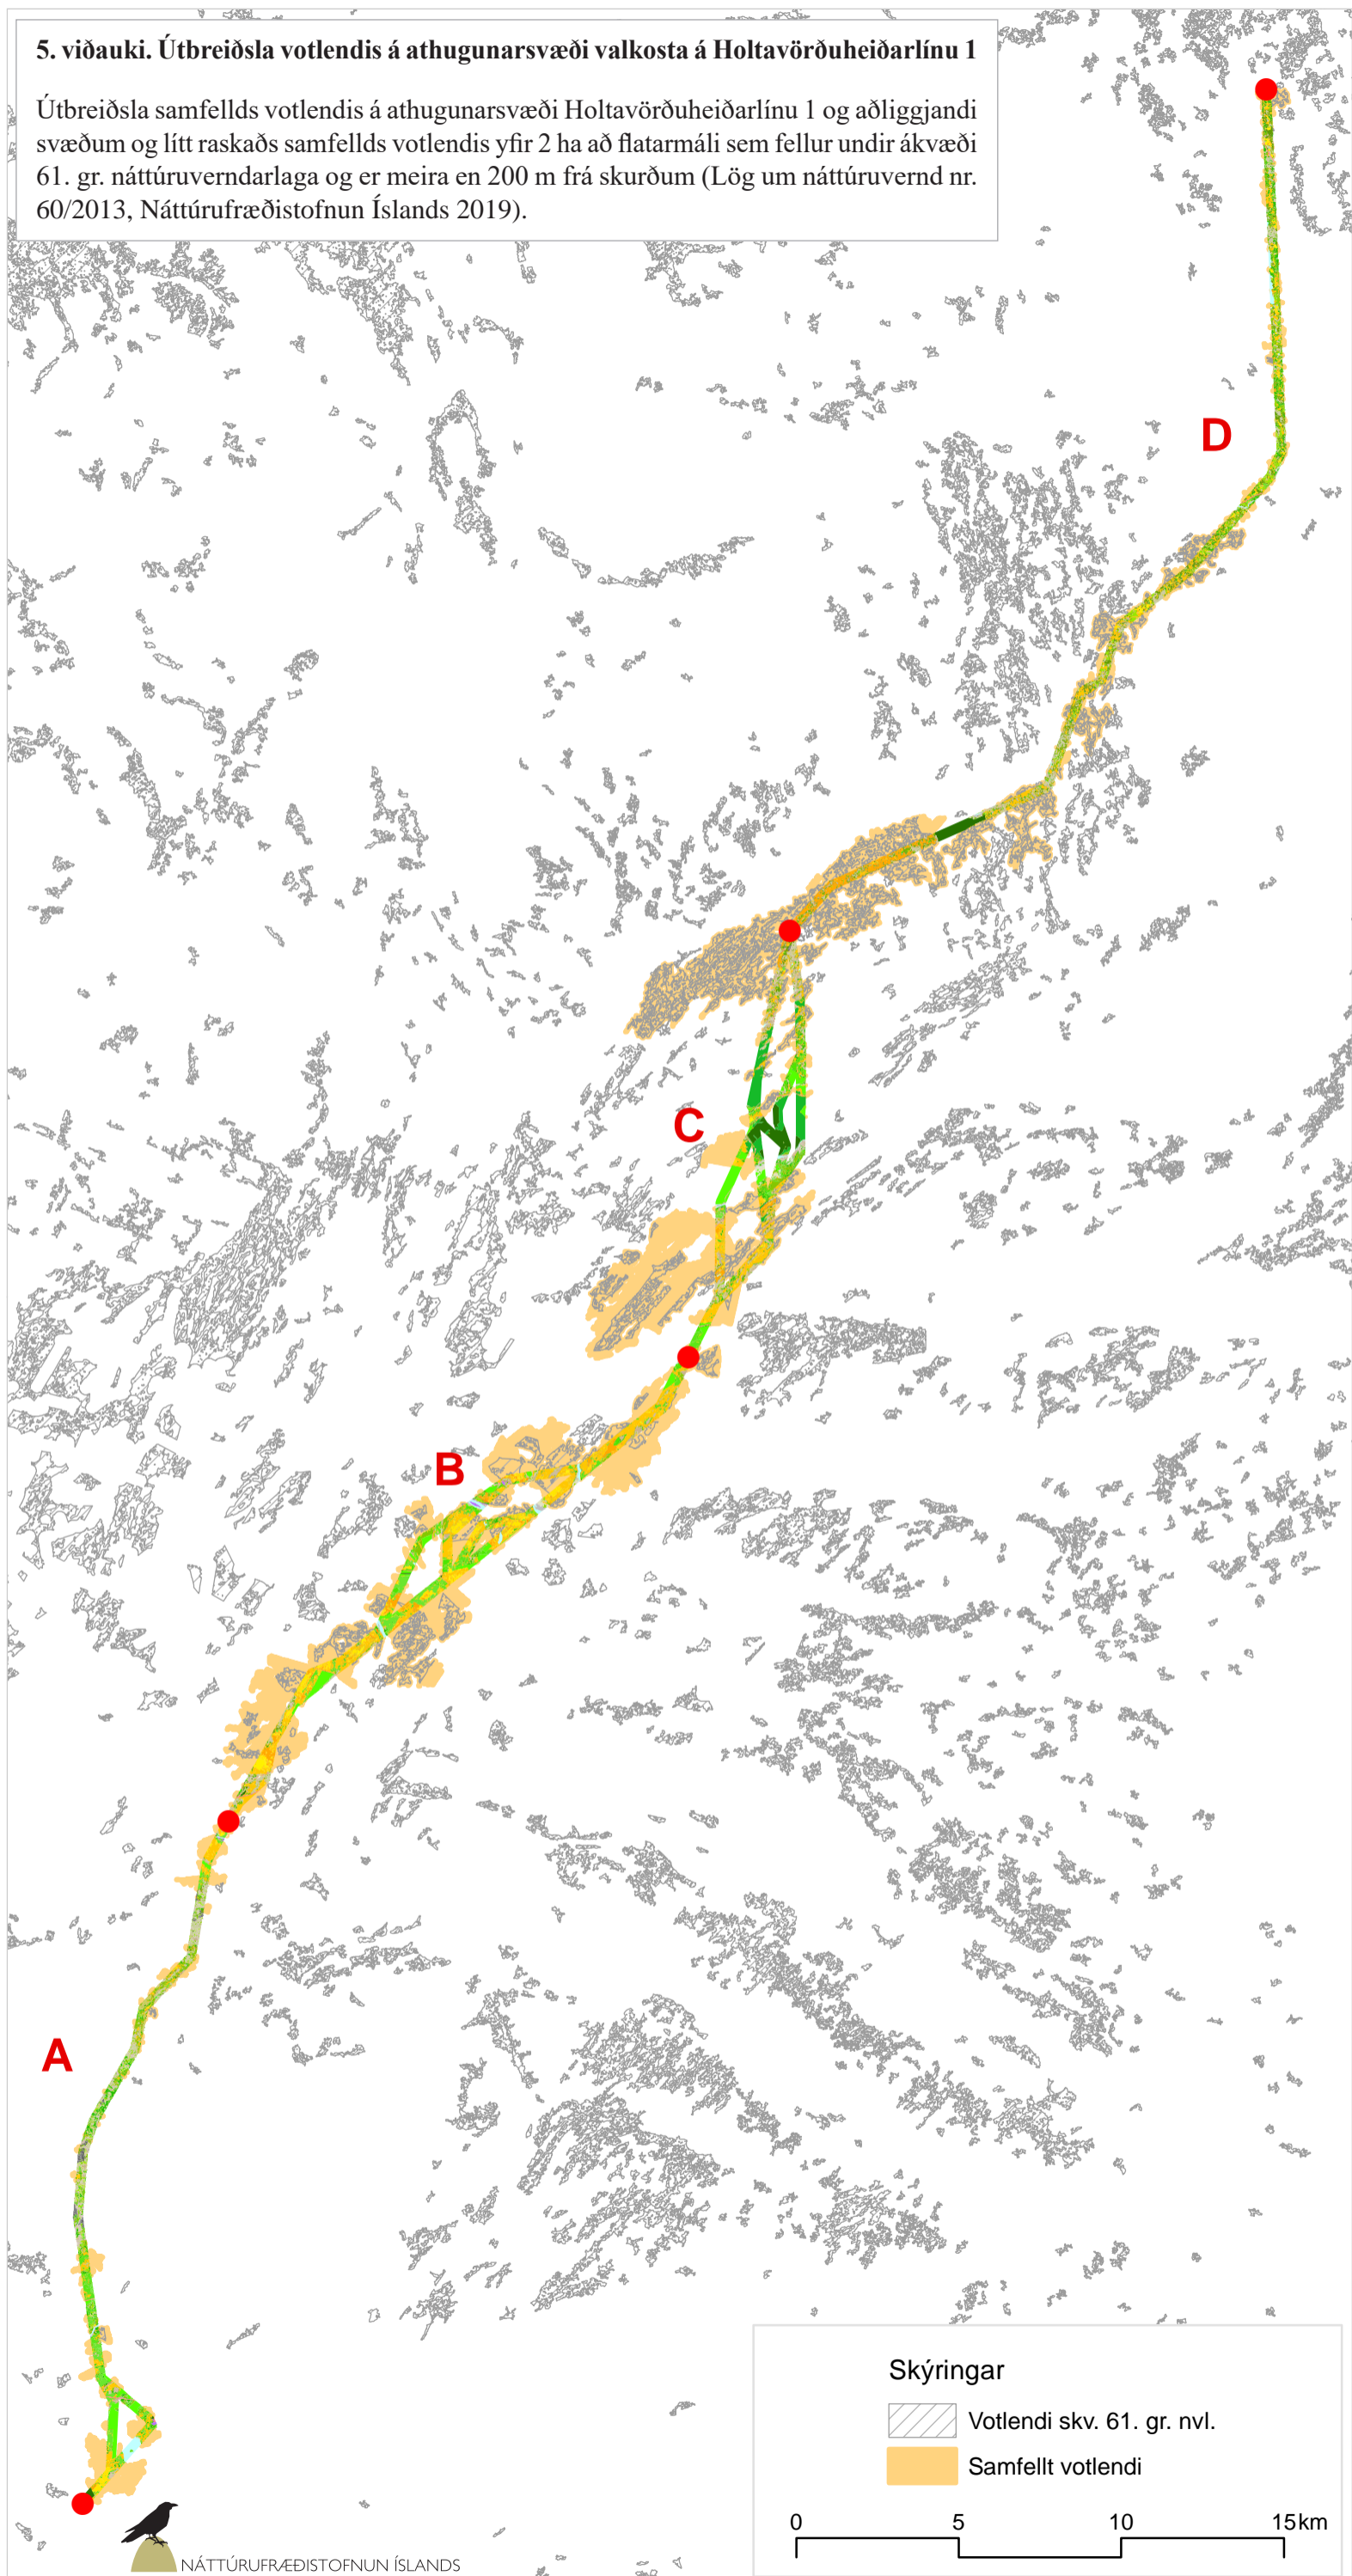 5. viðauki. Útbreiðsla votlendis á athugunarsvæði valkosta á Holtavörðuheiðarlínu 1
Útbreiðsla samfellds votlendis á athugunarsvæði Holtavörðuheiðarlínu 1 og aðliggjandi
svæðum og lítt raskaðs samfellds votlendis yfir 2 ha að flatarmáli sem fellur undir ákvæði
61. gr. náttúruverndarlaga og er meira en 200 m frá skurðum (Lög um náttúruvernd nr.
60/2013, Náttúrufræðistofnun Íslands 2019).
D
C
B
A
Skýringar
Votlendi skv. 61. gr. nvl.
Samfellt votlendi
0 5 10 15 km
NÁTTÚRUFRÆÐISTOFNUN ÍSLANDS